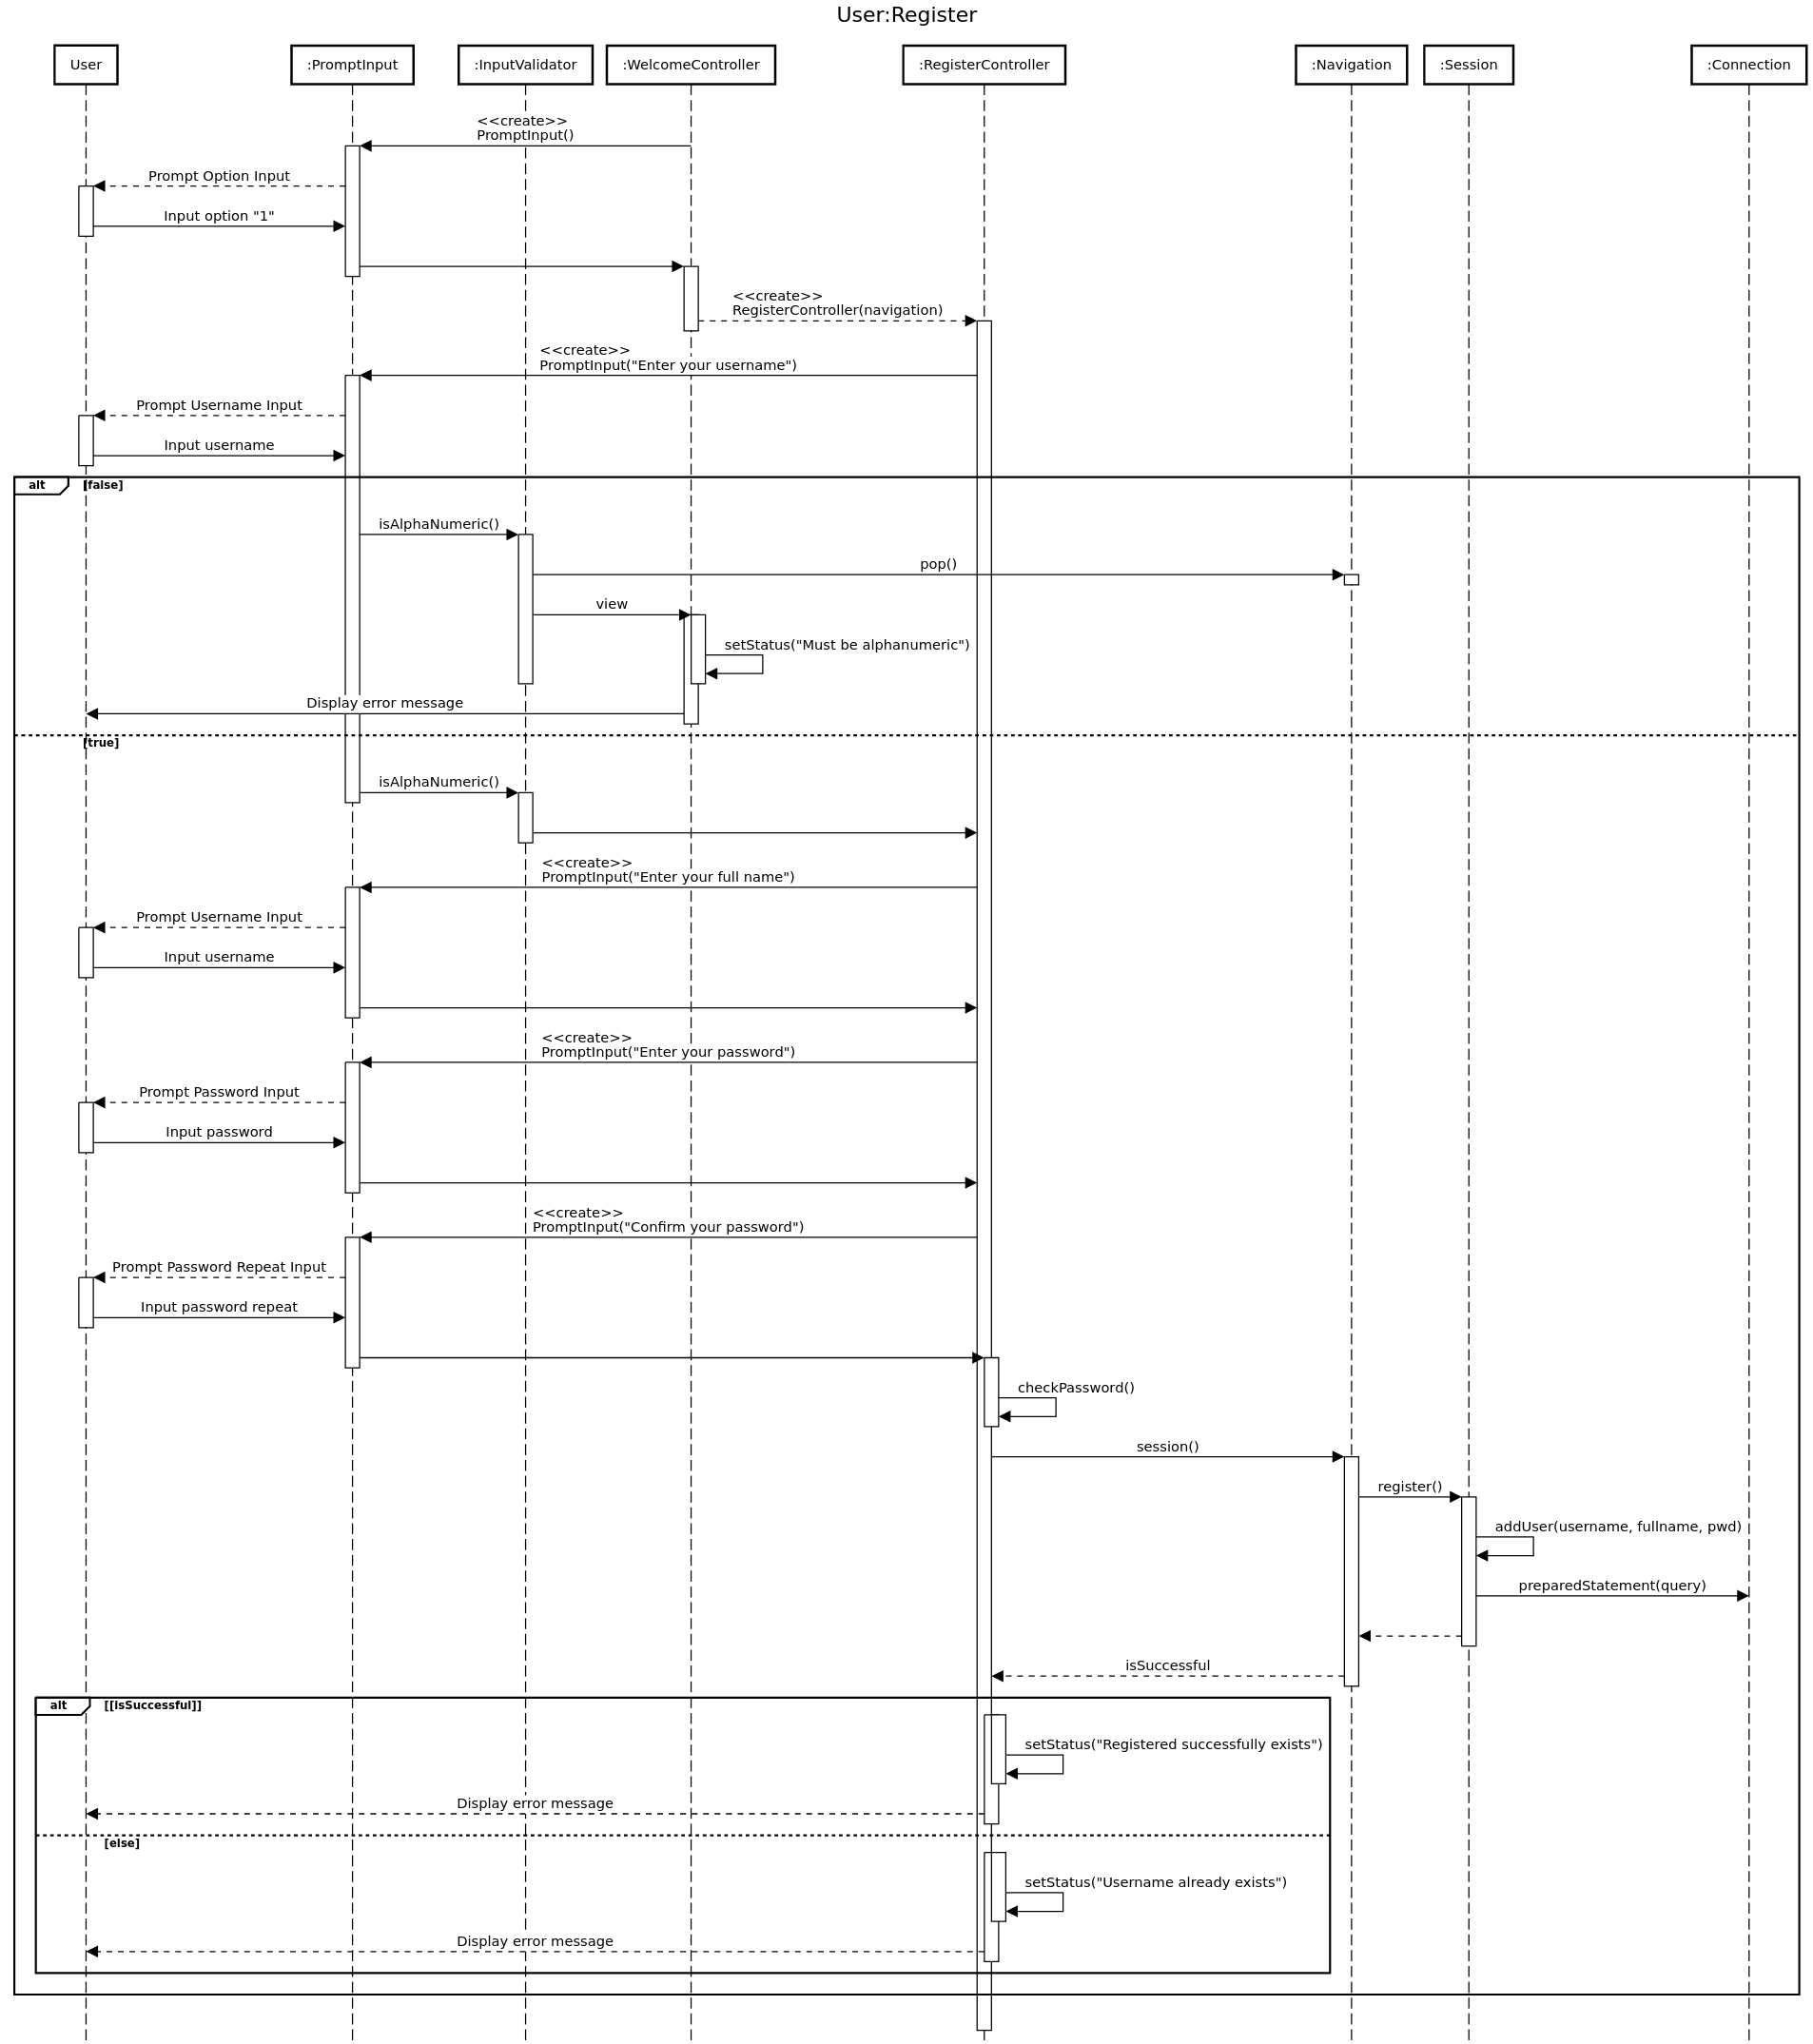 User:Register
User
:PromptInput
:InputValidator
:WelcomeController
:RegisterController
:Navigation
:Session
:Connection
<<create>>
PromptInput()
Prompt Option Input
Input option "1"
<<create>>
RegisterController(navigation)
<<create>>
PromptInput("Enter your username")
Prompt Username Input
Input username
alt [false]
isAlphaNumeric()
pop()
view
setStatus("Must be alphanumeric")
Display error message
[true]
isAlphaNumeric()
<<create>>
PromptInput("Enter your full name")
Prompt Username Input
Input username
<<create>>
PromptInput("Enter your password")
Prompt Password Input
Input password
<<create>>
PromptInput("Confirm your password")
Prompt Password Repeat Input
Input password repeat
checkPassword()
session()
register()
addUser(username, fullname, pwd)
preparedStatement(query)
isSuccessful
alt [[isSuccessful]]
setStatus("Registered successfully exists")
Display error message
[else]
setStatus("Username already exists")
Display error message